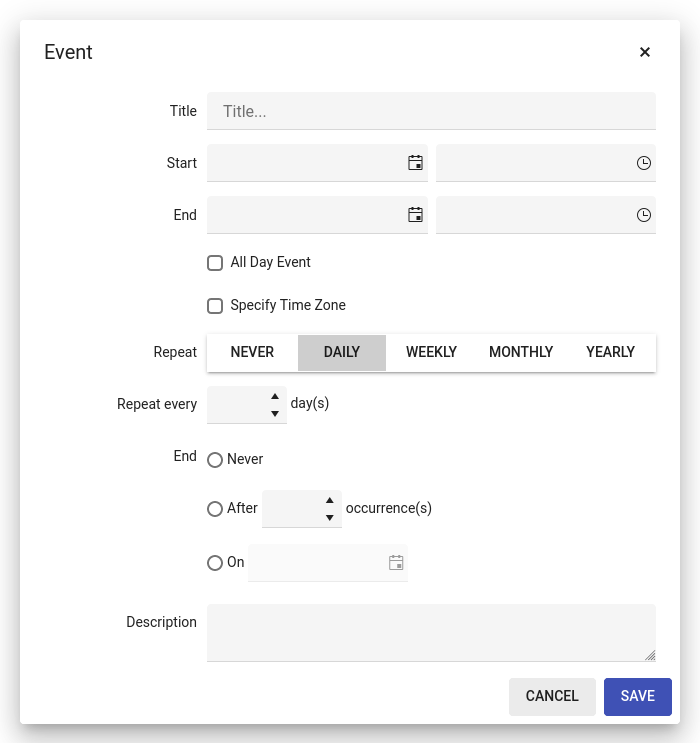 Event
Title Title...
Start
End
All Day Event
Specify Time Zone
Repeat NEVER DAILY WEEKLY MONTHLY YEARLY
Repeat every day(s)
End Never
After occurrence(s)
On
Description
CANCEL SAVE